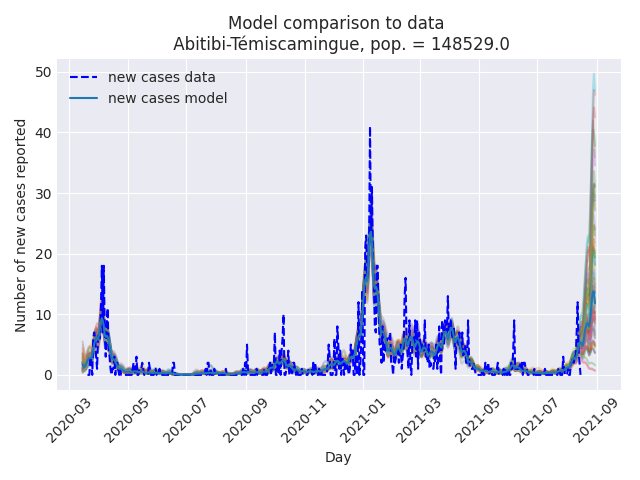 Model comparison to data
Abitibi-Témiscamingue, pop. = 148529.0
new cases data
new cases model
Number of new cases reported
50
40
30
20
10
0
2020-03
2020-05
2020-07
2020-09
2020-11
2021-01
2021-03
2021-05
2021-07
2021-09
Day